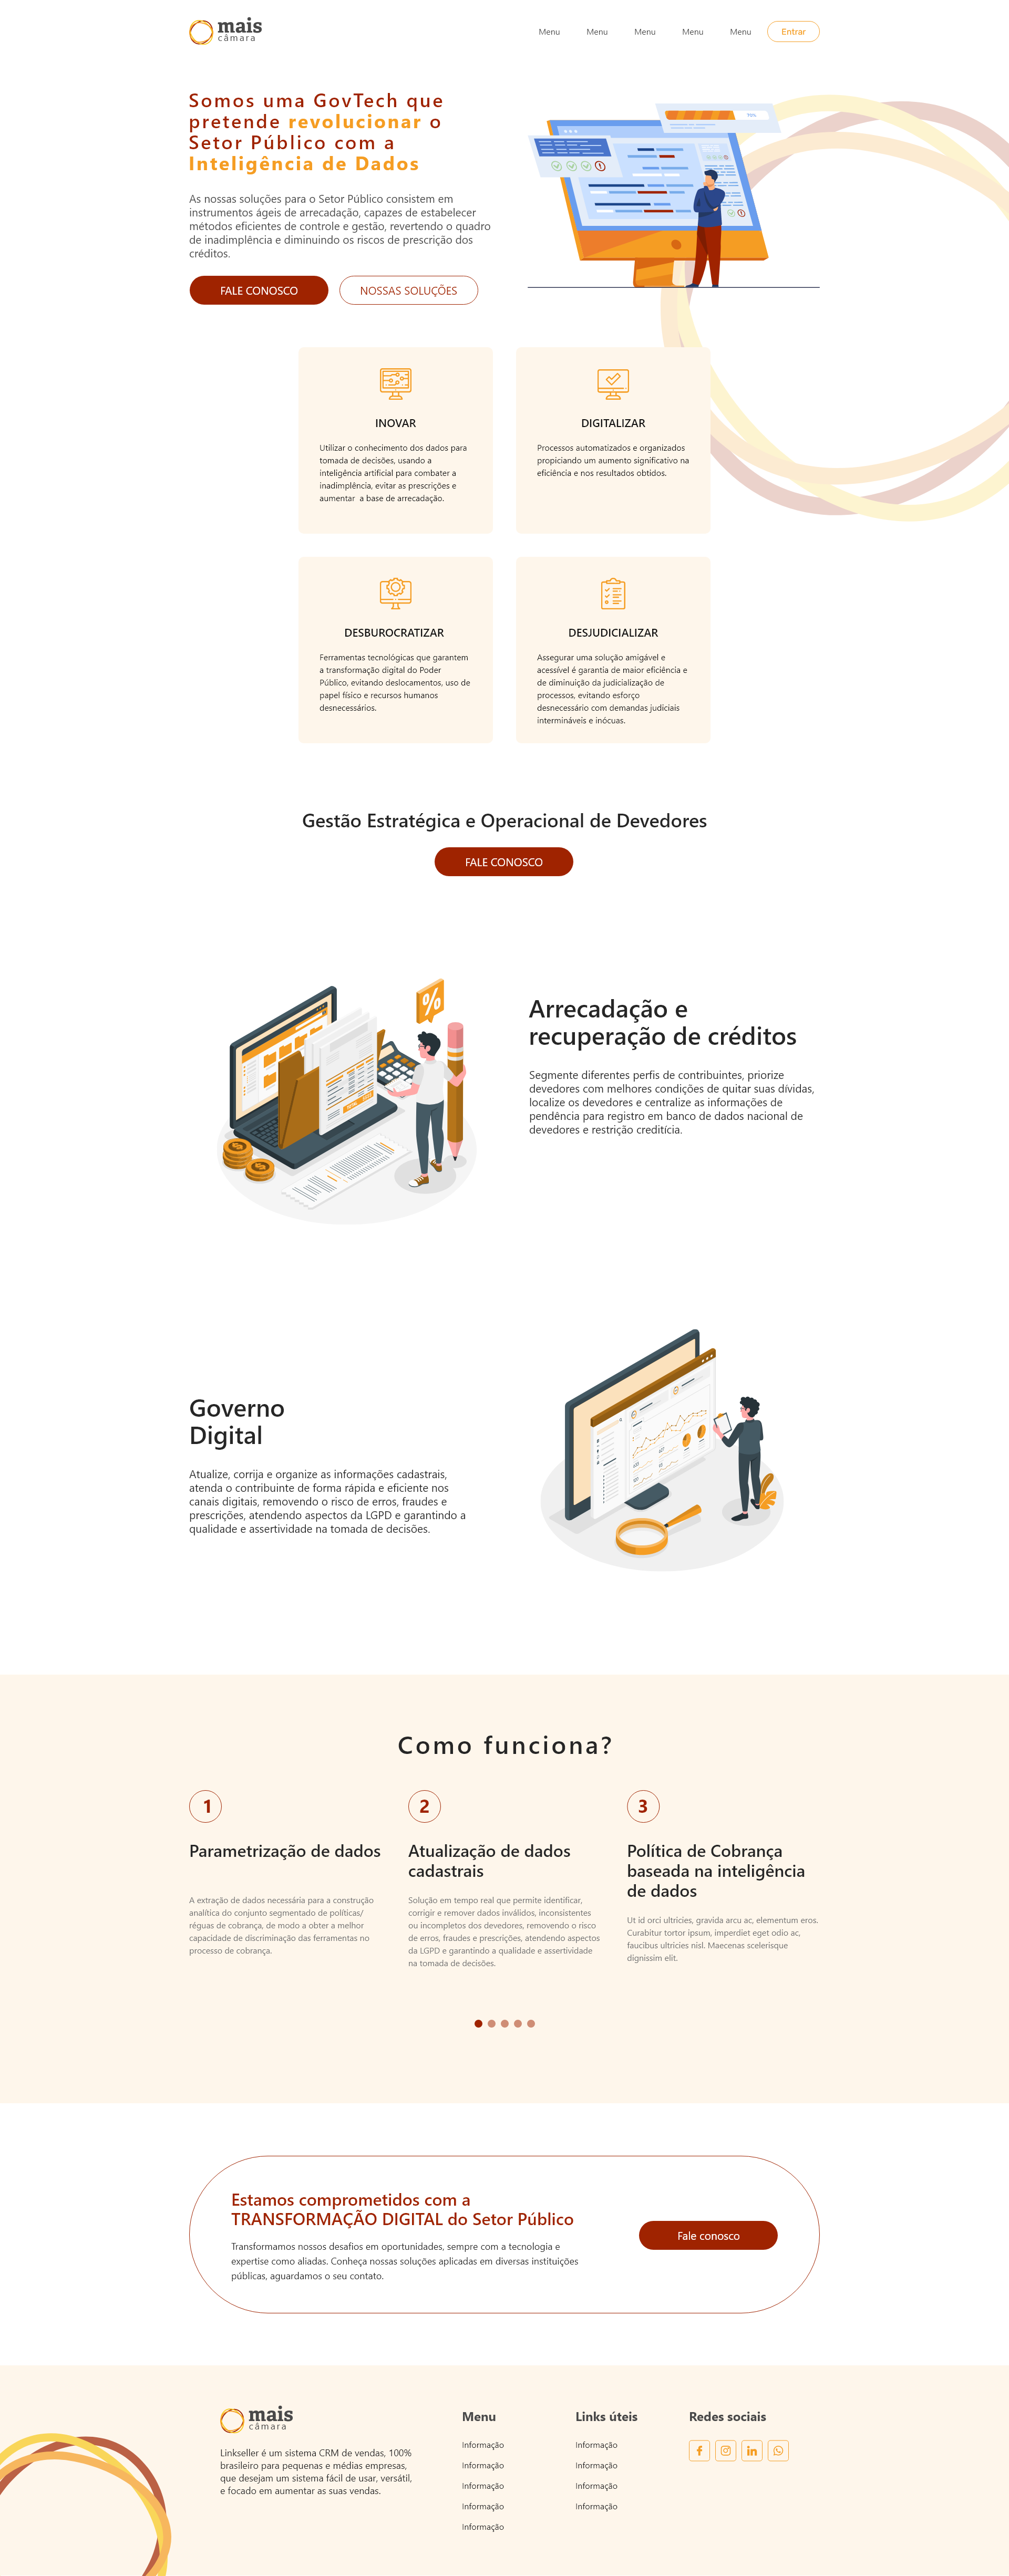 mais
câmara
Menu
Menu
Menu
Menu
Menu
Entrar
Somos uma GovTech que
pretende revolucionar o
Setor Público com a
Inteligência de Dados
As nossas soluções para o Setor Público consistem em
instrumentos ágeis de arrecadação, capazes de estabelecer
métodos eficientes de controle e gestão, revertendo o quadro
de inadimplência e diminuindo os riscos de prescrição dos
créditos.
FALE CONOSCO
NOSSAS SOLUÇÕES
70%
INOVAR
Utilizar o conhecimento dos dados para
tomada de decisões, usando a
inteligência artificial para combater a
inadimplência, evitar as prescrições e
aumentar a base de arrecadação.
DIGITALIZAR
Processos automatizados e organizados
propiciando um aumento significativo na
eficiência e nos resultados obtidos.
DESBUROCRATIZAR
Ferramentas tecnológicas que garantem
a transformação digital do Poder
Público, evitando deslocamentos, uso de
papel físico e recursos humanos
desnecessários.
DESJUDICIALIZAR
Assegurar uma solução amigável e
acessível é garantia de maior eficiência e
de diminuição da judicialização de
processos, evitando esforço
desnecessário com demandas judiciais
intermináveis e inócuas.
Gestão Estratégica e Operacional de Devedores
FALE CONOSCO
%
Arrecadação e
recuperação de créditos
Segmente diferentes perfis de contribuintes, priorize
devedores com melhores condições de quitar suas dívidas,
localize os devedores e centralize as informações de
pendência para registro em banco de dados nacional de
devedores e restrição creditícia.
Governo
Digital
Atualize, corrija e organize as informações cadastrais,
atenda o contribuinte de forma rápida e eficiente nos
canais digitais, removendo o risco de erros, fraudes e
prescrições, atendendo aspectos da LGPD e garantindo a
qualidade e assertividade na tomada de decisões.
Como funciona?
1
Parametrização de dados
A extração de dados necessária para a construção
analítica do conjunto segmentado de políticas/
réguas de cobrança, de modo a obter a melhor
capacidade de discriminação das ferramentas no
processo de cobrança.
2
Atualização de dados
cadastrais
Solução em tempo real que permite identificar,
corrigir e remover dados inválidos, inconsistentes
ou incompletos dos devedores, removendo o risco
de erros, fraudes e prescrições, atendendo aspectos
da LGPD e garantindo a qualidade e assertividade
na tomada de decisões.
3
Política de Cobrança
baseada na inteligência
de dados
Ut id orci ultricies, gravida arcu ac, elementum eros.
Curabitur tortor ipsum, imperdiet eget odio ac,
faucibus ultricies nisl. Maecenas scelerisque
dignissim elit.
Estamos comprometidos com a
TRANSFORMAÇÃO DIGITAL do Setor Público
Transformamos nossos desafios em oportunidades, sempre com a tecnologia e
expertise como aliadas. Conheça nossas soluções aplicadas em diversas instituições
públicas, aguardamos o seu contato.
Fale conosco
mais
câmara
Linkseller é um sistema CRM de vendas, 100%
brasileiro para pequenas e médias empresas,
que desejam um sistema fácil de usar, versátil,
e focado em aumentar as suas vendas.
Menu
Informação
Informação
Informação
Informação
Informação
Links úteis
Informação
Informação
Informação
Informação
Redes sociais